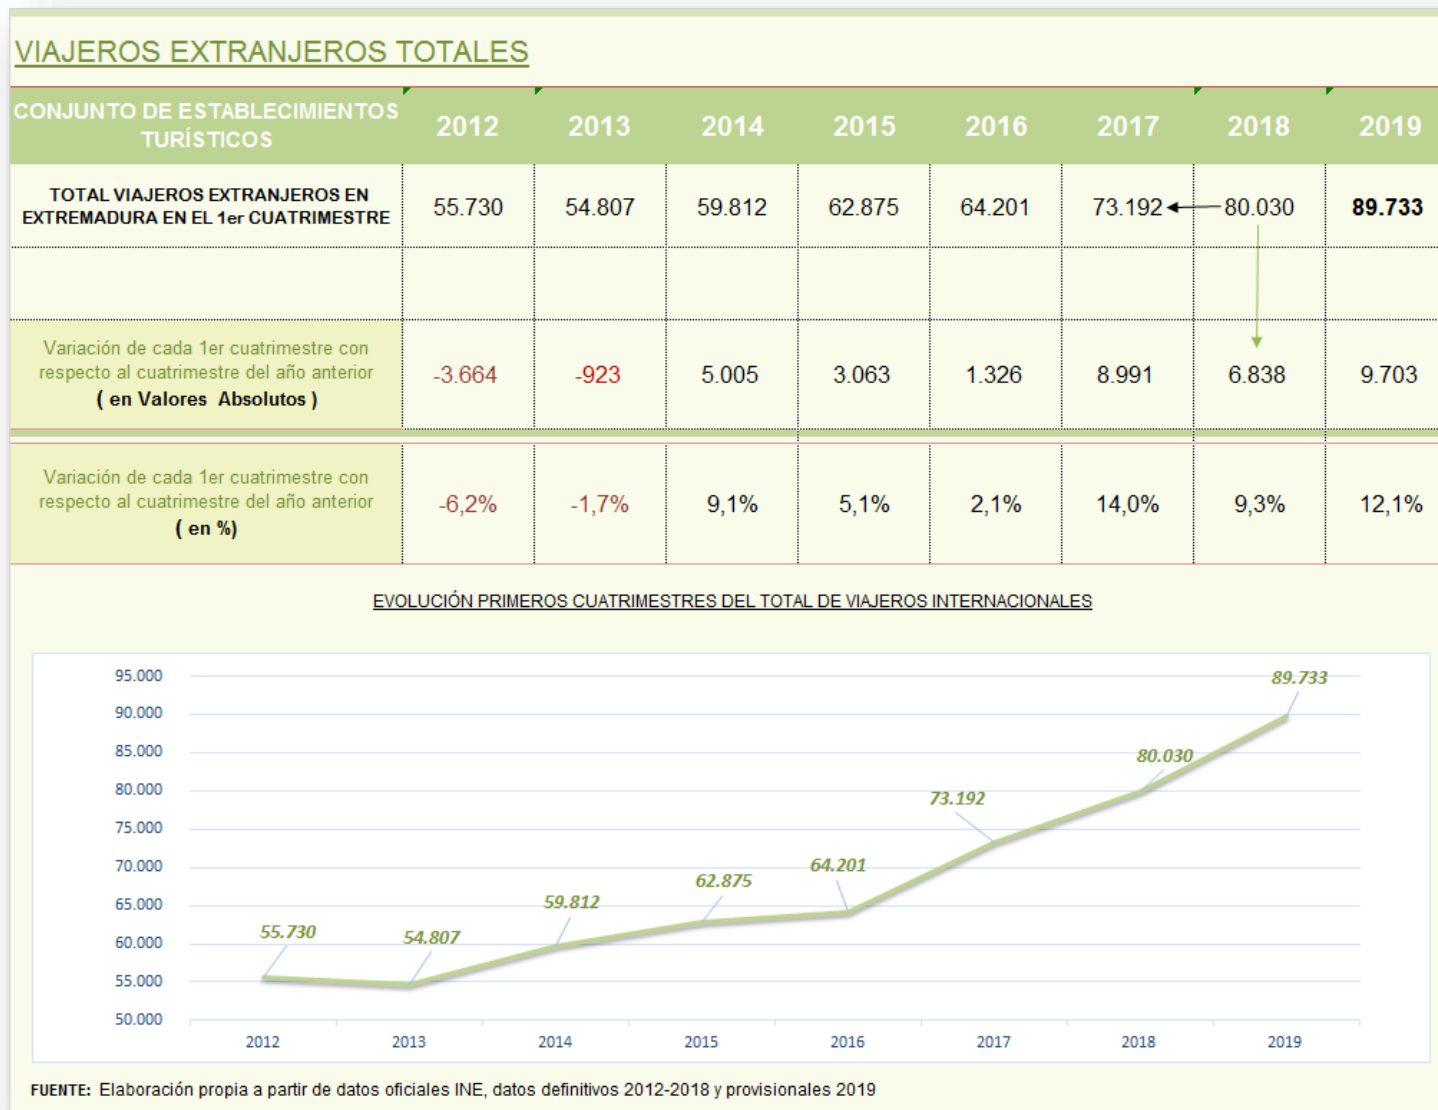 VIAJEROS EXTRANJEROS TOTALES
CONJUNTO DE ESTABLECIMIENTOS
TURÍSTICOS
2012 2013 2014 2015 2016 2017 2018 2019
TOTAL VIAJEROS EXTRANJEROS EN
EXTREMADURA EN EL 1er CUATRIMESTRE
55.730 54.807 59.812 62.875 64.201 73.192 80.030 89.733
Variación de cada 1er cuatrimestre con
respecto al cuatrimestre del año anterior
( en Valores Absolutos )
-3.664 -923 5.005 3.063 1.326 8.991 6.838 9.703
Variación de cada 1er cuatrimestre con
respecto al cuatrimestre del año anterior
( en %)
-6,2% -1,7% 9,1% 5,1% 2,1% 14,0% 9,3% 12,1%
EVOLUCIÓN PRIMEROS CUATRIMESTRES DEL TOTAL DE VIAJEROS INTERNACIONALES
95.000
90.000
85.000
80.000
75.000
70.000
65.000
60.000
55.000
50.000
55.730
54.807
59.812
62.875
64.201
73.192
80.030
89.733
2012 2013 2014 2015 2016 2017 2018 2019
FUENTE: Elaboración propia a partir de datos oficiales INE, datos definitivos 2012-2018 y provisionales 2019